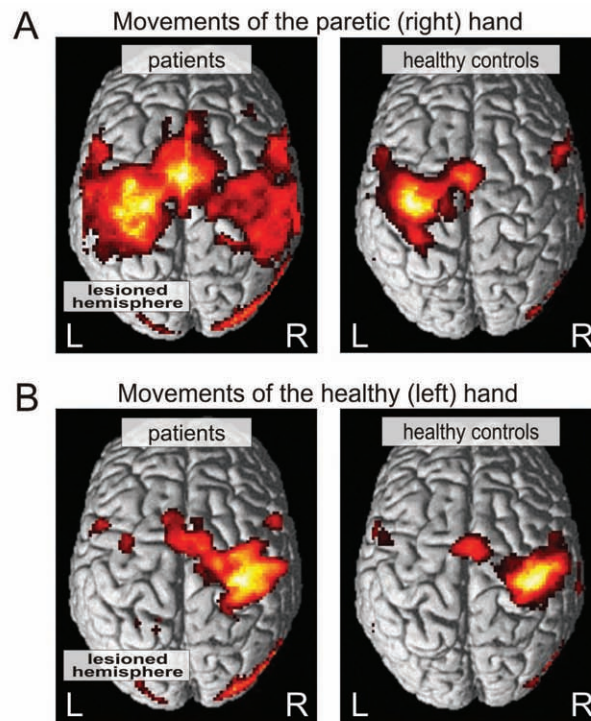 A
Movements of the paretic (right) hand
patients
healthy controls
lesioned
hemisphere
L
R
L
R
B
Movements of the healthy (left) hand
patients
healthy controls
lesioned
hemisphere
L
R
L
R